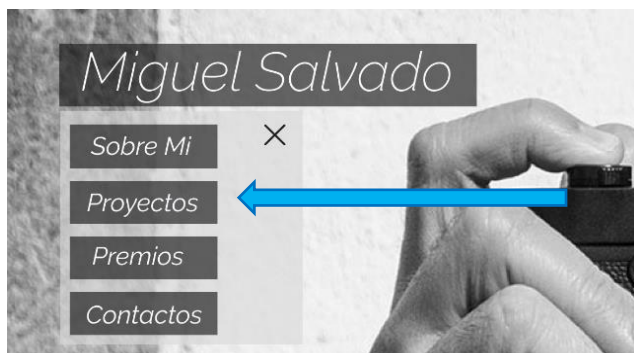 Miguel Salvado
Sobre Mi
Proyectos
Premios
Contactos